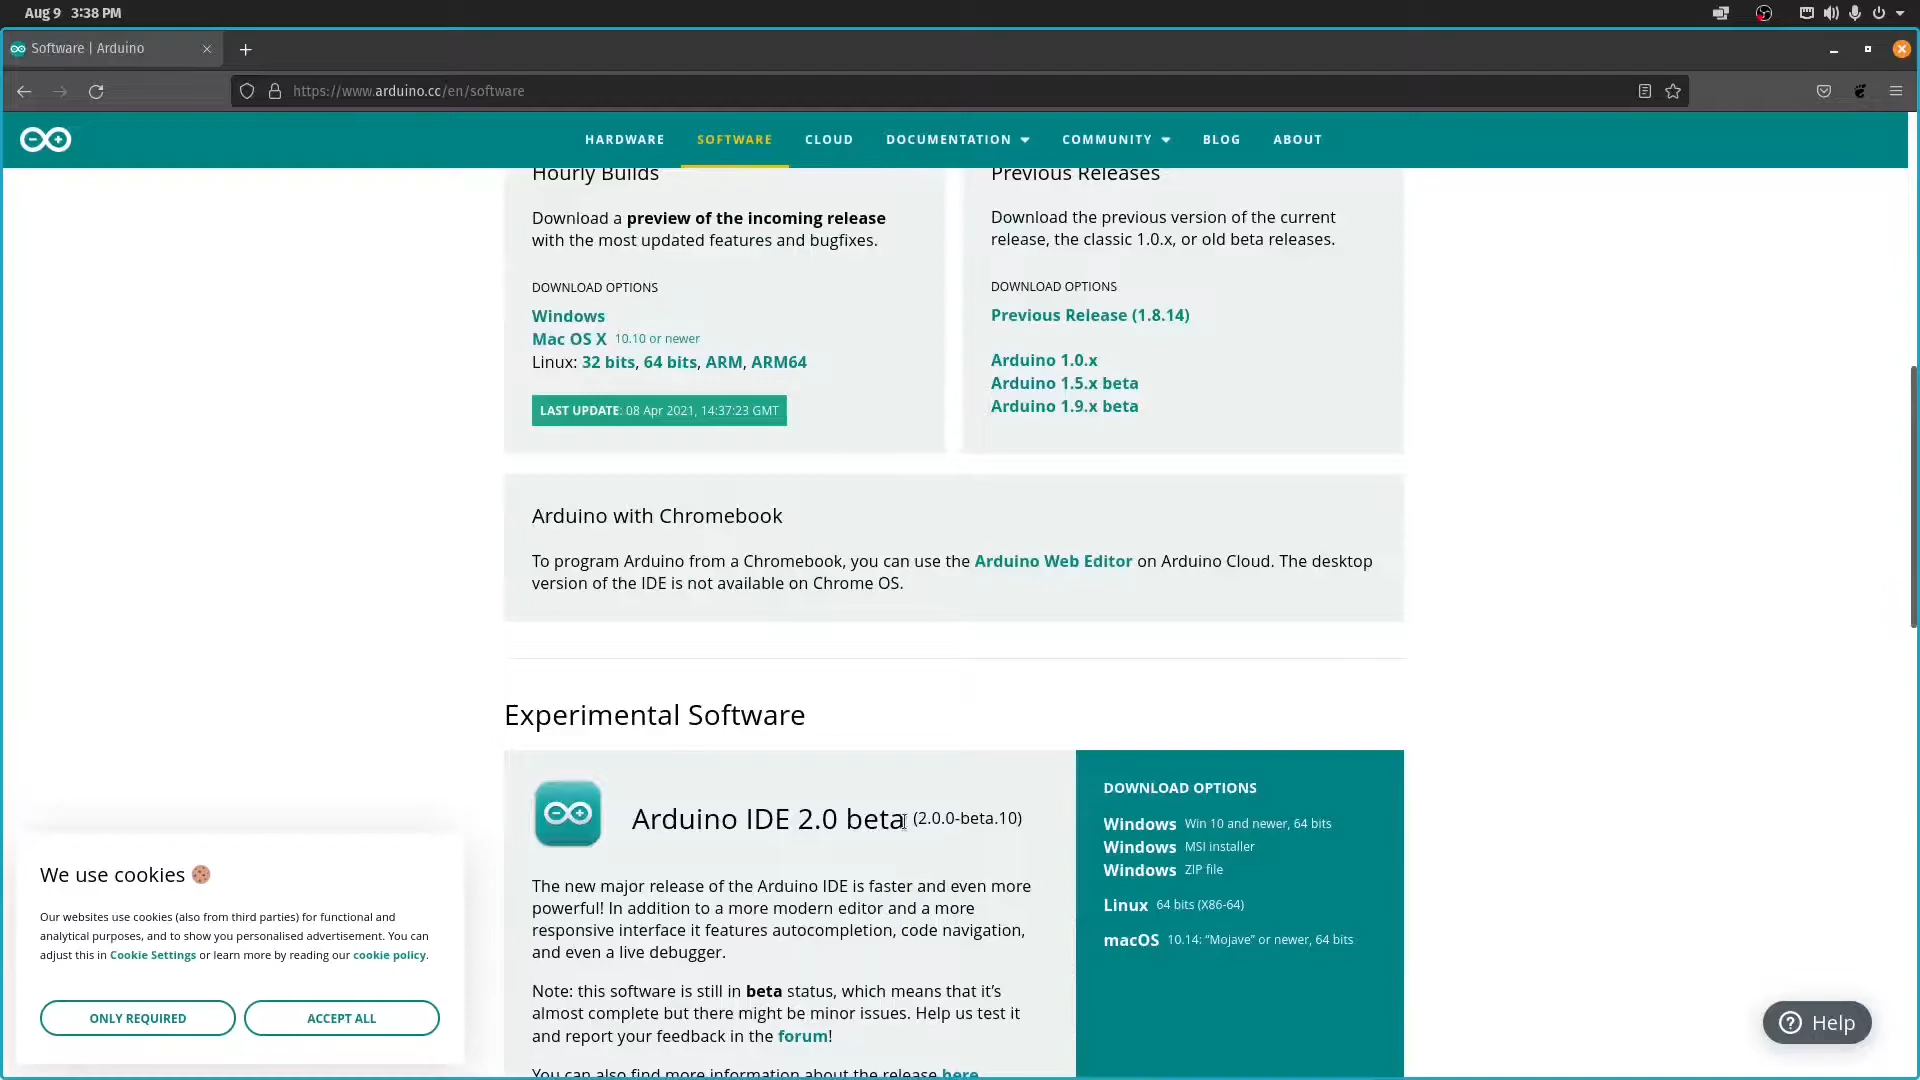 Aug 9 3:38 PM
Software | Arduino
https://www.arduino.cc/en/software
HARDWARE SOFTWARE CLOUD DOCUMENTATION COMMUNITY BLOG ABOUT
Hourly Builds
Download a preview of the incoming release
with the most updated features and bugfixes.
DOWNLOAD OPTIONS
Windows
Mac OS X 10.10 or newer
Linux: 32 bits, 64 bits, ARM, ARM64
LAST UPDATE: 08 Apr 2021, 14:37:23 GMT
Previous Releases
Download the previous version of the current
release, the classic 1.0.x, or old beta releases.
DOWNLOAD OPTIONS
Previous Release (1.8.14)
Arduino 1.0.x
Arduino 1.5.x beta
Arduino 1.9.x beta
Arduino with Chromebook
To program Arduino from a Chromebook, you can use the Arduino Web Editor on Arduino Cloud. The desktop
version of the IDE is not available on Chrome OS.
Experimental Software
Arduino IDE 2.0 beta (2.0.0-beta.10)
The new major release of the Arduino IDE is faster and even more
powerful! In addition to a more modern editor and a more
responsive interface it features autocompletion, code navigation,
and even a live debugger.
Note: this software is still in beta status, which means that it’s
almost complete but there might be minor issues. Help us test it
and report your feedback in the forum!
You can also find more information about the release here
DOWNLOAD OPTIONS
Windows Win 10 and newer, 64 bits
Windows MSI installer
Windows ZIP file
Linux 64 bits (X86-64)
macOS 10.14: “Mojave” or newer, 64 bits
We use cookies
Our websites use cookies (also from third parties) for functional and
analytical purposes, and to show you personalised advertisement. You can
adjust this in Cookie Settings or learn more by reading our cookie policy.
ONLY REQUIRED ACCEPT ALL
Help